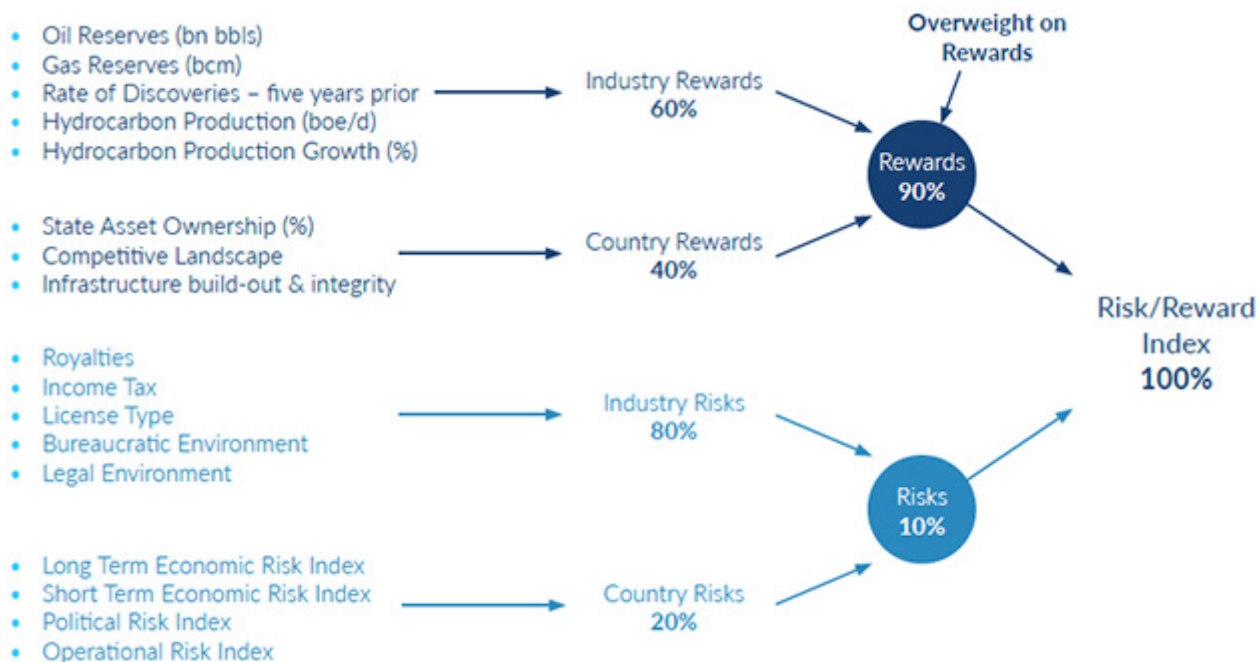 Overweight on
Rewards
• Oil Reserves (bn bbls)
• Gas Reserves (bcm)
• Rate of Discoveries – five years prior
• Hydrocarbon Production (boe/d)
• Hydrocarbon Production Growth (%)
Industry Rewards
60%
Rewards
90%
• State Asset Ownership (%)
• Competitive Landscape
• Infrastructure build-out & integrity
Country Rewards
40%
Risk/Reward
Index
100%
• Royalties
• Income Tax
• License Type
• Bureaucratic Environment
• Legal Environment
Industry Risks
80%
Risks
10%
• Long Term Economic Risk Index
• Short Term Economic Risk Index
• Political Risk Index
• Operational Risk Index
Country Risks
20%